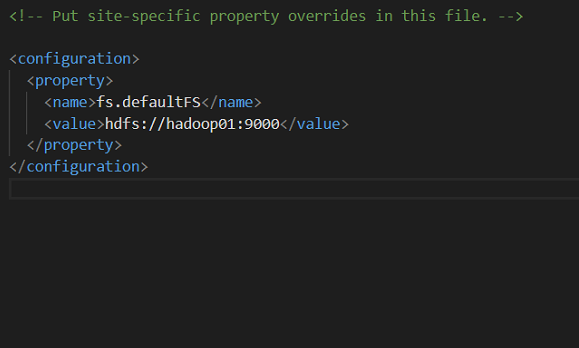 <!-- Put site-specific property overrides in this file. -->
<configuration>
<property>
<name>fs.defaultFS</name>
<value>hdfs://hadoop01:9000</value>
</property>
</configuration>